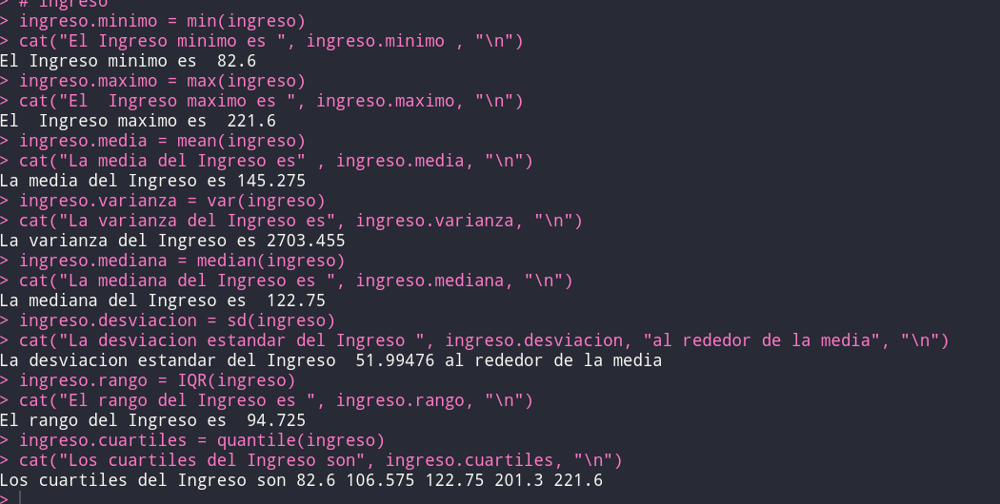 > # ingreso
> ingreso.minimo = min(ingreso)
> cat("El Ingreso minimo es ", ingreso.minimo , "\n")
El Ingreso minimo es  82.6
> ingreso.maximo = max(ingreso)
> cat("El  Ingreso maximo es ", ingreso.maximo, "\n")
El  Ingreso maximo es  221.6
> ingreso.media = mean(ingreso)
> cat("La media del Ingreso es" , ingreso.media, "\n")
La media del Ingreso es 145.275
> ingreso.varianza = var(ingreso)
> cat("La varianza del Ingreso es", ingreso.varianza, "\n")
La varianza del Ingreso es 2703.455
> ingreso.mediana = median(ingreso)
> cat("La mediana del Ingreso es ", ingreso.mediana, "\n")
La mediana del Ingreso es  122.75
> ingreso.desviacion = sd(ingreso)
> cat("La desviacion estandar del Ingreso ", ingreso.desviacion, "al rededor de la media", "\n")
La desviacion estandar del Ingreso  51.99476 al rededor de la media
> ingreso.rango = IQR(ingreso)
> cat("El rango del Ingreso es ", ingreso.rango, "\n")
El rango del Ingreso es  94.725
> ingreso.cuartiles = quantile(ingreso)
> cat("Los cuartiles del Ingreso son", ingreso.cuartiles, "\n")
Los cuartiles del Ingreso son 82.6 106.575 122.75 201.3 221.6
>